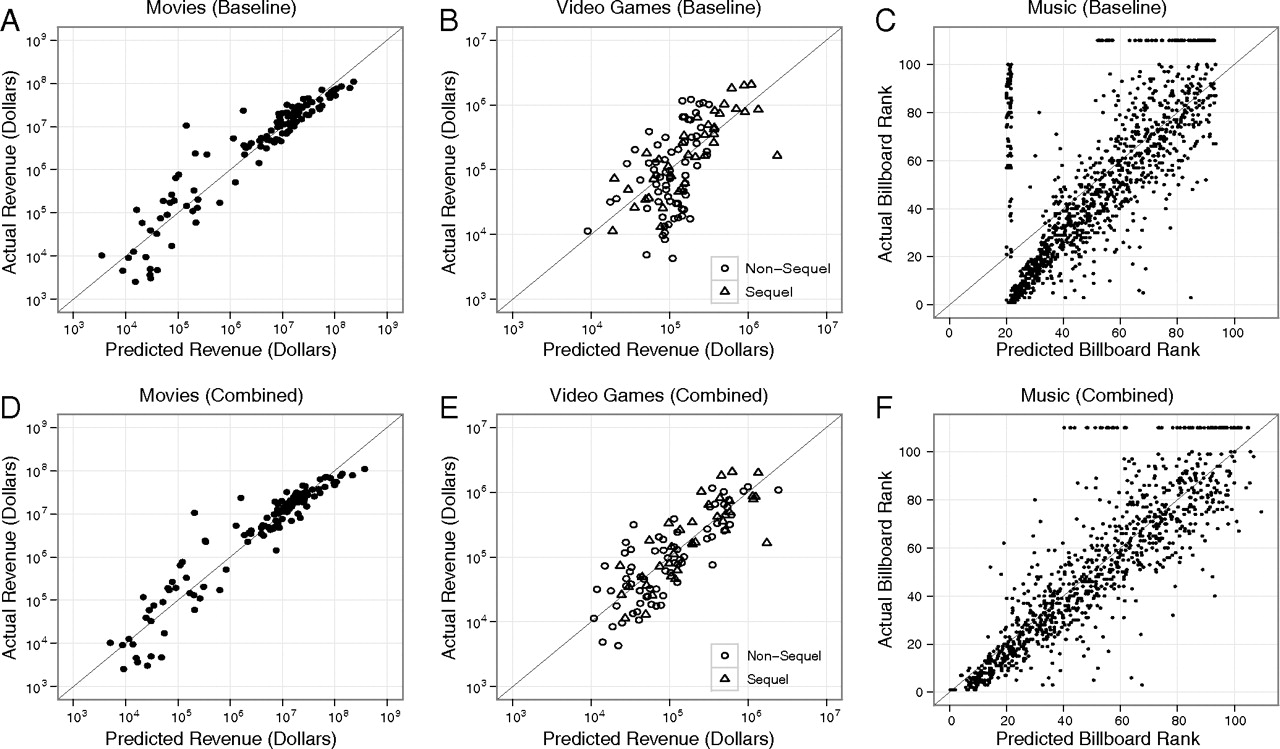 A
Movies (Baseline)
Actual Revenue (Dollars)
10⁹
10⁸
10⁷
10⁶
10⁵
10⁴
10³
10³ 10⁴ 10⁵ 10⁶ 10⁷ 10⁸ 10⁹
Predicted Revenue (Dollars)
B
Video Games (Baseline)
Actual Revenue (Dollars)
10⁷
10⁶
10⁵
10⁴
10³
Non-Sequel
Sequel
10³ 10⁴ 10⁵ 10⁶ 10⁷
Predicted Revenue (Dollars)
C
Music (Baseline)
Actual Billboard Rank
100
80
60
40
20
0
0 20 40 60 80 100
Predicted Billboard Rank
D
Movies (Combined)
Actual Revenue (Dollars)
10⁹
10⁸
10⁷
10⁶
10⁵
10⁴
10³
10³ 10⁴ 10⁵ 10⁶ 10⁷ 10⁸ 10⁹
Predicted Revenue (Dollars)
E
Video Games (Combined)
Actual Revenue (Dollars)
10⁷
10⁶
10⁵
10⁴
10³
Non-Sequel
Sequel
10³ 10⁴ 10⁵ 10⁶ 10⁷
Predicted Revenue (Dollars)
F
Music (Combined)
Actual Billboard Rank
100
80
60
40
20
0
0 20 40 60 80 100
Predicted Billboard Rank